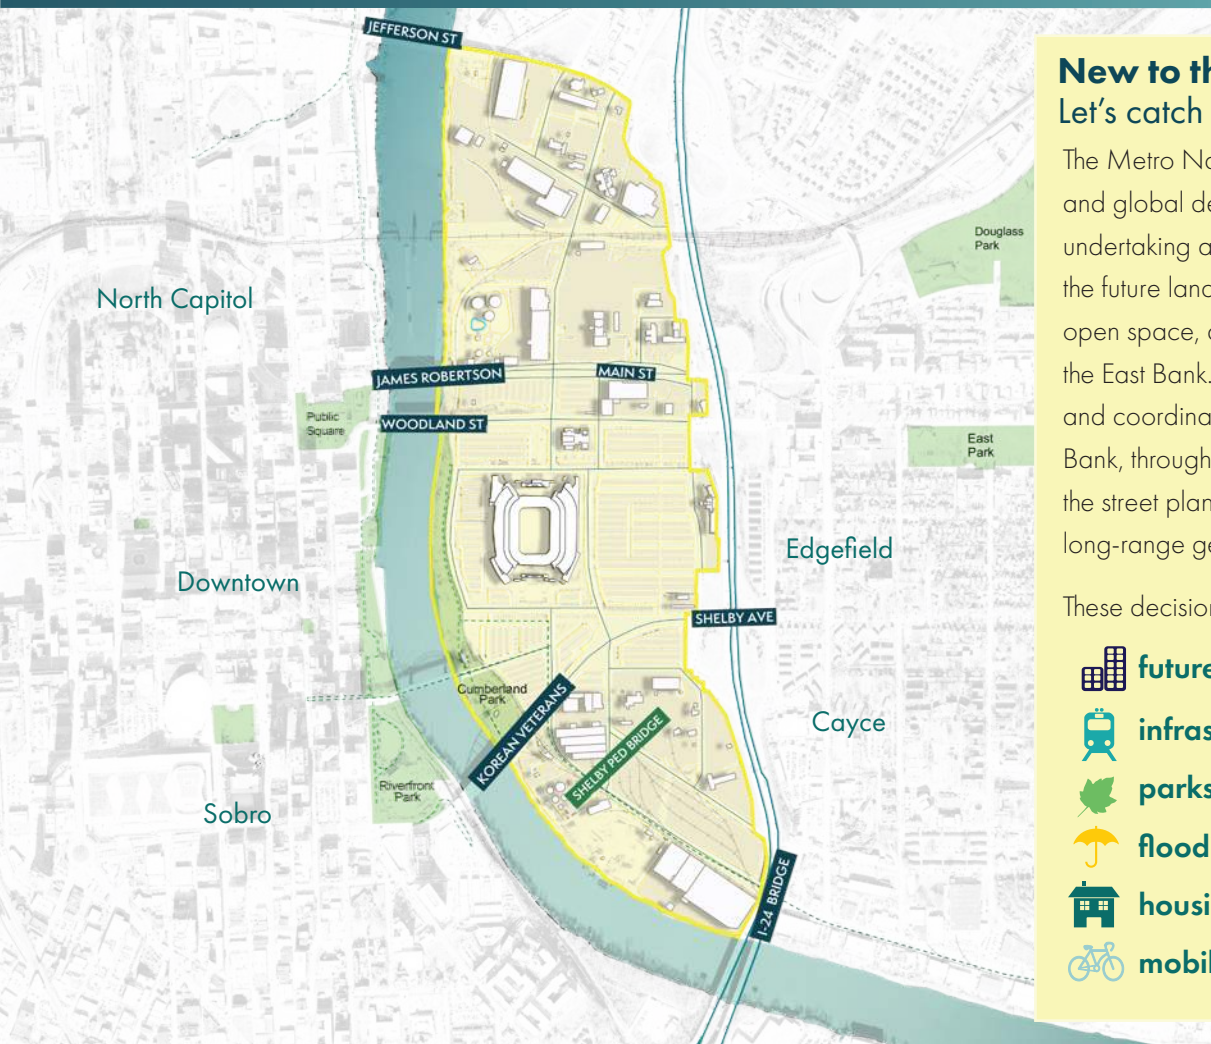 JEFFERSON ST
North Capitol
JAMES ROBERTSON
MAIN ST
WOODLAND ST
Public
Square
Douglass
Park
East
Park
Edgefield
Downtown
SHELBY AVE
Cumberland
Park
KOREAN VETERANS
SHELBY PED BRIDGE
Cayce
Riverfront
Park
Sobro
I-24 BRIDGE
New to th
Let's catch
The Metro Na
and global de
undertaking a
the future land
open space, a
the East Bank.
and coordina
Bank, through
the street plan
long-range ge
These decision
future
infras
parks
flood
housi
mobil